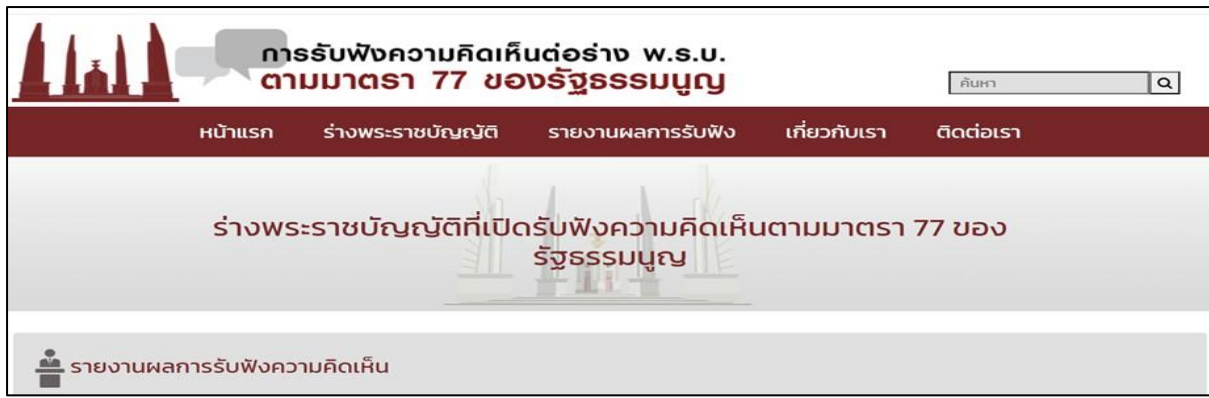 การรับฟังความคิดเห็นต่อร่าง พ.ร.บ.
ตามมาตรา 77 ของรัฐธรรมนูญ
ค้นหา
หน้าแรก ร่างพระราชบัญญัติ รายงานผลการรับฟัง เกี่ยวกับเรา ติดต่อเรา
ร่างพระราชบัญญัติที่เปิดรับฟังความคิดเห็นตามมาตรา 77 ของ
รัฐธรรมนูญ
รายงานผลการรับฟังความคิดเห็น